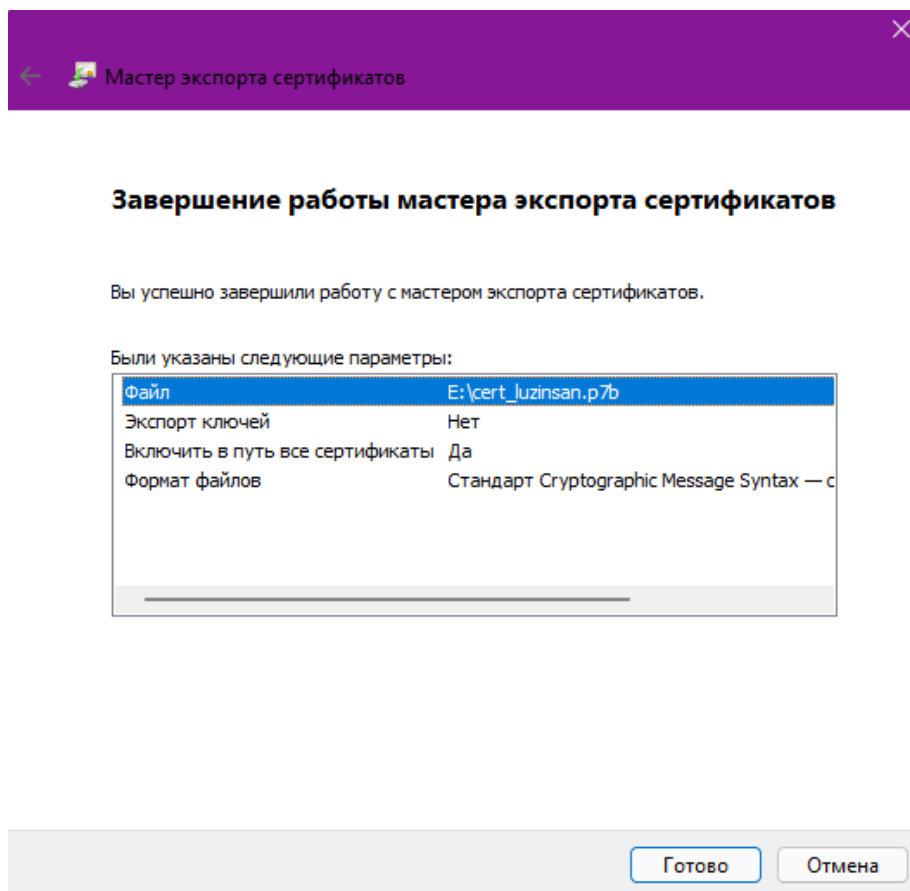 Мастер экспорта сертификатов
Завершение работы мастера экспорта сертификатов
Вы успешно завершили работу с мастером экспорта сертификатов.
Были указаны следующие параметры:
Файл E:\cert_luzinsan.p7b
Экспорт ключей Нет
Включить в путь все сертификаты Да
Формат файлов Стандарт Cryptographic Message Syntax — с
Готово Отмена